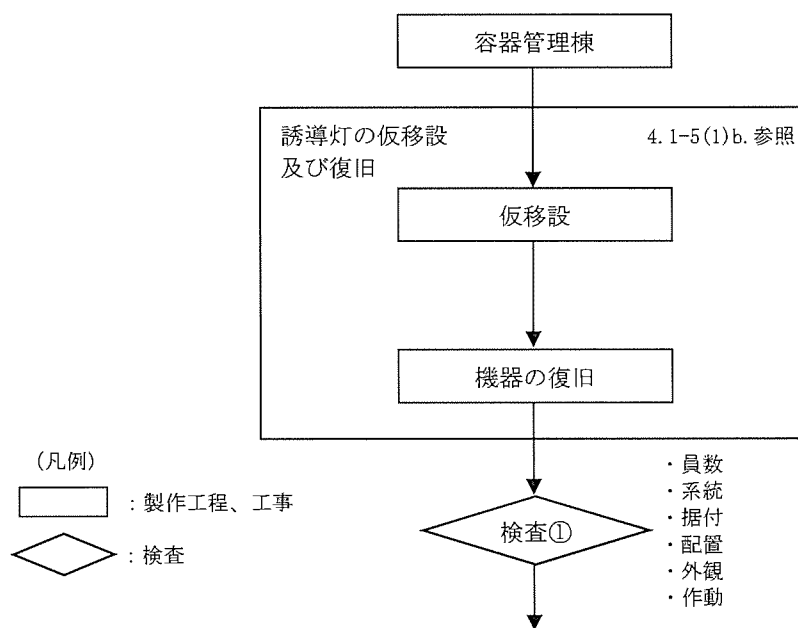 容器管理棟
誘導灯の仮移設
及び復旧
4.1-5(1)b.参照
仮移設
機器の復旧
(凡例)
：製作工程、工事
：検査
検査①
・員数
・系統
・据付
・配置
・外観
・作動